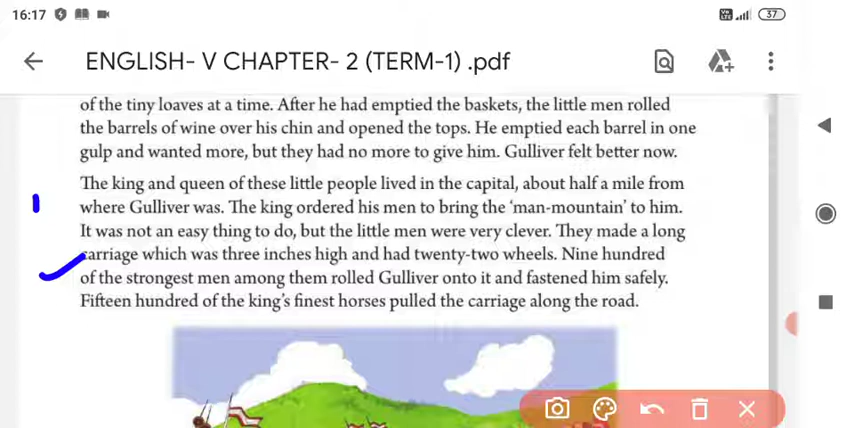 16:17
37
ENGLISH- V CHAPTER- 2 (TERM-1) .pdf
of the tiny loaves at a time. After he had emptied the baskets, the little men rolled
the barrels of wine over his chin and opened the tops. He emptied each barrel in one
gulp and wanted more, but they had no more to give him. Gulliver felt better now.
The king and queen of these little people lived in the capital, about half a mile from
where Gulliver was. The king ordered his men to bring the ‘man-mountain’ to him.
It was not an easy thing to do, but the little men were very clever. They made a long
carriage which was three inches high and had twenty-two wheels. Nine hundred
of the strongest men among them rolled Gulliver onto it and fastened him safely.
Fifteen hundred of the king’s finest horses pulled the carriage along the road.